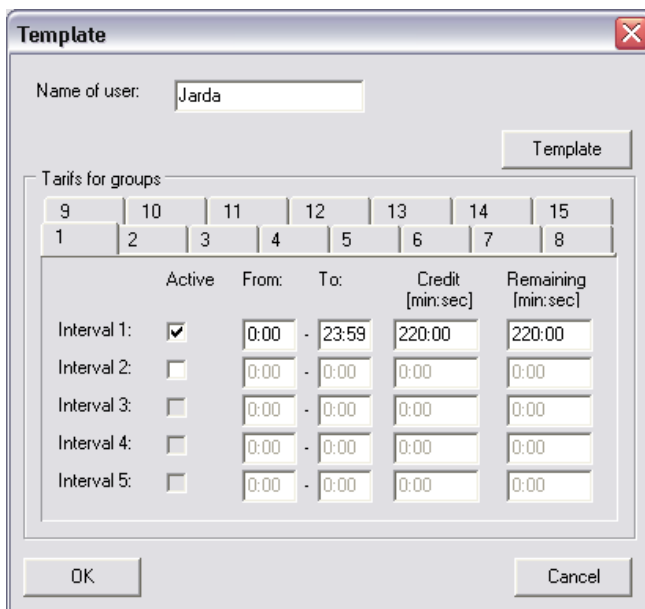 Template
Name of user: Jarda
Template
Tarifs for groups
9 10 11 12 13 14 15
1 2 3 4 5 6 7 8
Active From: To: Credit Remaining
[min:sec] [min:sec]
Interval 1: 0:00 - 23:59 220:00 220:00
Interval 2: 0:00 - 0:00 0:00 0:00
Interval 3: 0:00 - 0:00 0:00 0:00
Interval 4: 0:00 - 0:00 0:00 0:00
Interval 5: 0:00 - 0:00 0:00 0:00
OK Cancel